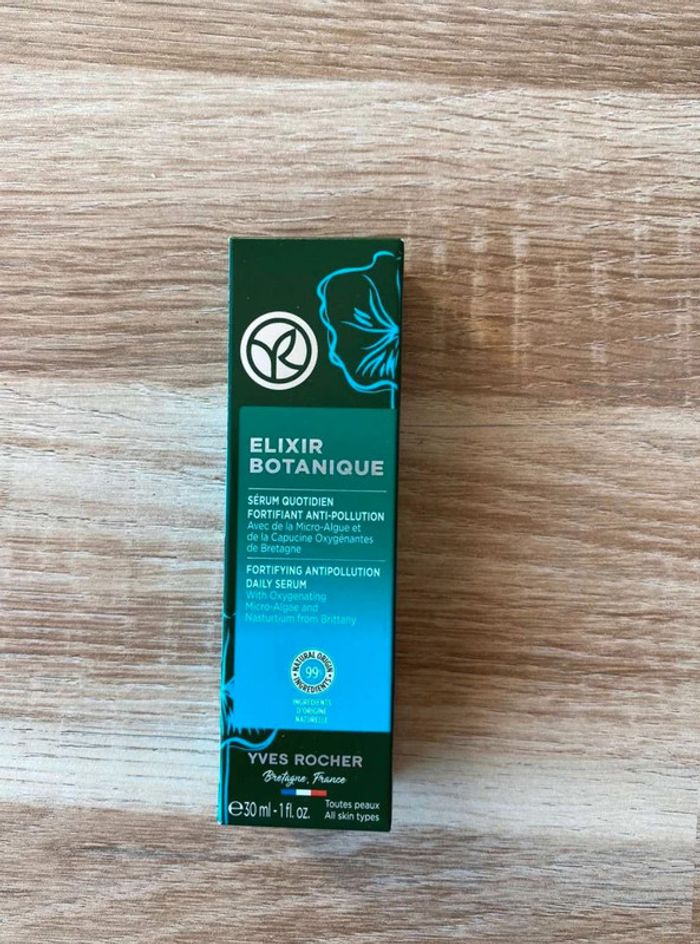 ELIXIR
BOTANIQUE
SÉRUM QUOTIDIEN
FORTIFIANT ANTI-POLLUTION
Avec de la Micro-Algue et
de la Capucine Oxygénantes
de Bretagne
FORTIFYING ANTIPOLLUTION
DAILY SERUM
With Oxygenating
Micro-Algae and
Nasturtium from Brittany
NATURAL ORIGIN
99%
INGREDIENTS
INGRÉDIENTS
D'ORIGINE
NATURELLE
YVES ROCHER
Bretagne, France
℮30 ml - 1 fl. oz.
Toutes peaux
All skin types